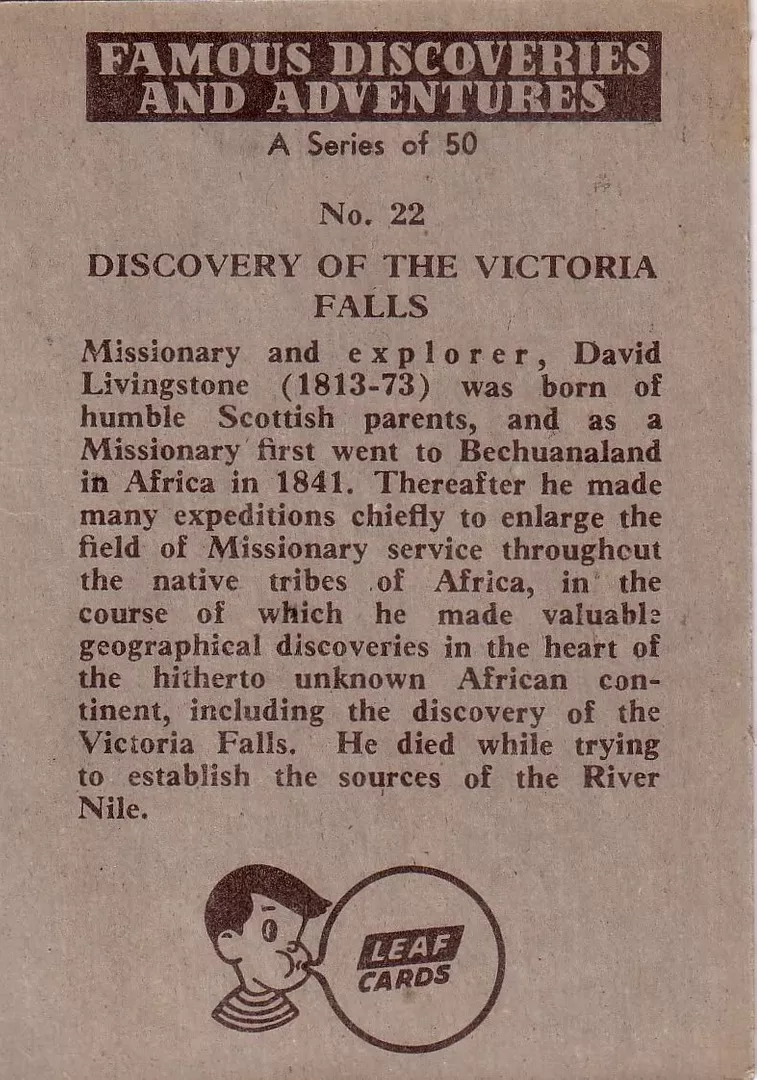 FAMOUS DISCOVERIES
AND ADVENTURES
A Series of 50
No. 22
DISCOVERY OF THE VICTORIA
FALLS
Missionary and explorer, David
Livingstone (1813-73) was born of
humble Scottish parents, and as a
Missionary first went to Bechuanaland
in Africa in 1841. Thereafter he made
many expeditions chiefly to enlarge the
field of Missionary service throughout
the native tribes of Africa, in the
course of which he made valuable
geographical discoveries in the heart of
the hitherto unknown African con-
tinent, including the discovery of the
Victoria Falls. He died while trying
to establish the sources of the River
Nile.
LEAF
CARDS